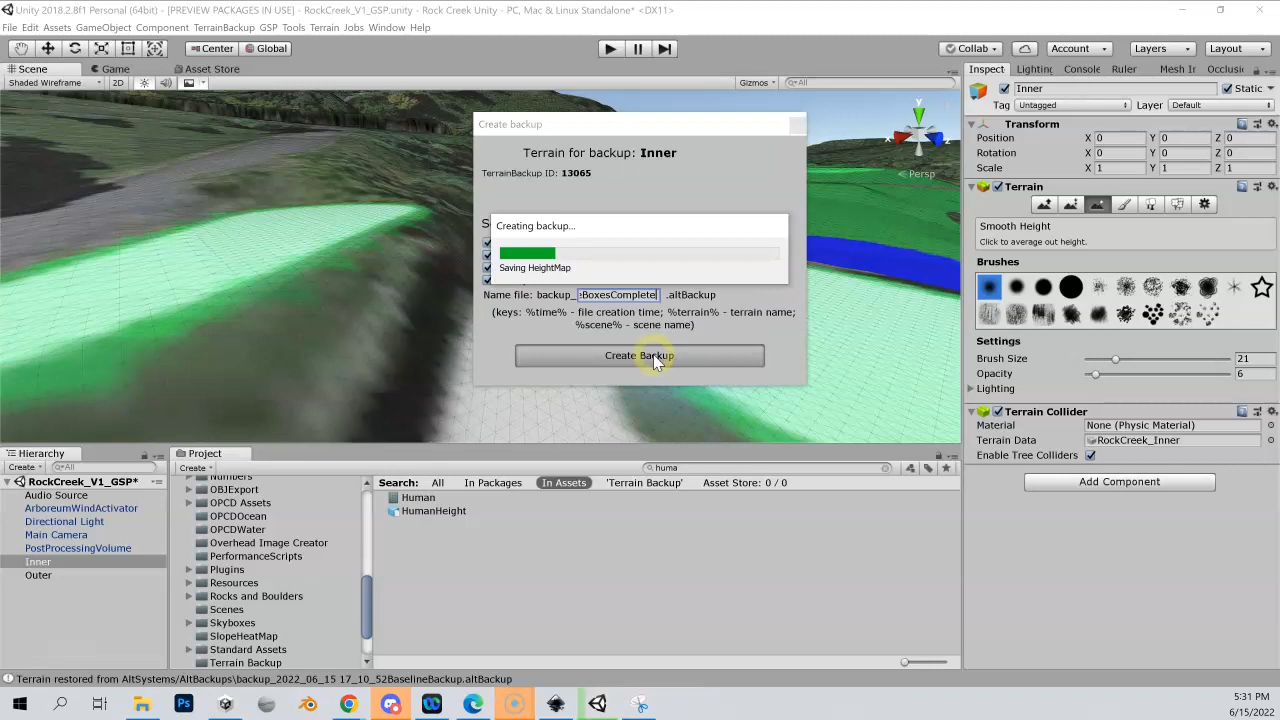 Unity 2018.2.8f1 Personal (64bit) - [PREVIEW PACKAGES IN USE] - RockCreek_V1_GSP.unity - Rock Creek Unity - PC, Mac & Linux Standalone* <DX11>
File Edit Assets GameObject Component TerrainBackup GSP Tools Terrain Jobs Window Help
Center Global Collab Account Layers Layout
Scene Game Asset Store
Shaded Wireframe 2D Gizmos All
Y
X
Z
Persp
Create backup
Terrain for backup: Inner
TerrainBackup ID: 13065
Creating backup...
Saving HeightMap
Name file: backup_ BoxesComplete .altBackup
(keys: %time% - file creation time; %terrain% - terrain name;
%scene% - scene name)
Create Backup
Inspect Lighting Console Ruler Mesh Ir Occlusi
Inner Static
Tag Untagged Layer Default
Transform
Position X 0 Y 0 Z 0
Rotation X 0 Y 0 Z 0
Scale X 1 Y 1 Z 1
Terrain
Smooth Height
Click to average out height.
Brushes
Settings
Brush Size 21
Opacity 6
Lighting
Terrain Collider
Material None (Physic Material)
Terrain Data RockCreek_Inner
Enable Tree Colliders
Add Component
Hierarchy
Create All
RockCreek_V1_GSP*
Audio Source
ArboreumWindActivator
Directional Light
Main Camera
PostProcessingVolume
Inner
Outer
Project
Create huma
Numbers
OBJExport
OPCD Assets
OPCDOcean
OPCDWater
Overhead Image Creator
PerformanceScripts
Plugins
Resources
Rocks and Boulders
Scenes
Skyboxes
SlopeHeatMap
Standard Assets
Terrain Backup
Search: All In Packages In Assets 'Terrain Backup' Asset Store: 0 / 0
Human
HumanHeight
Terrain restored from AltSystems/AltBackups\backup_2022_06_15 17_10_52BaselineBackup.altBackup
Ps
5:31 PM
6/15/2022